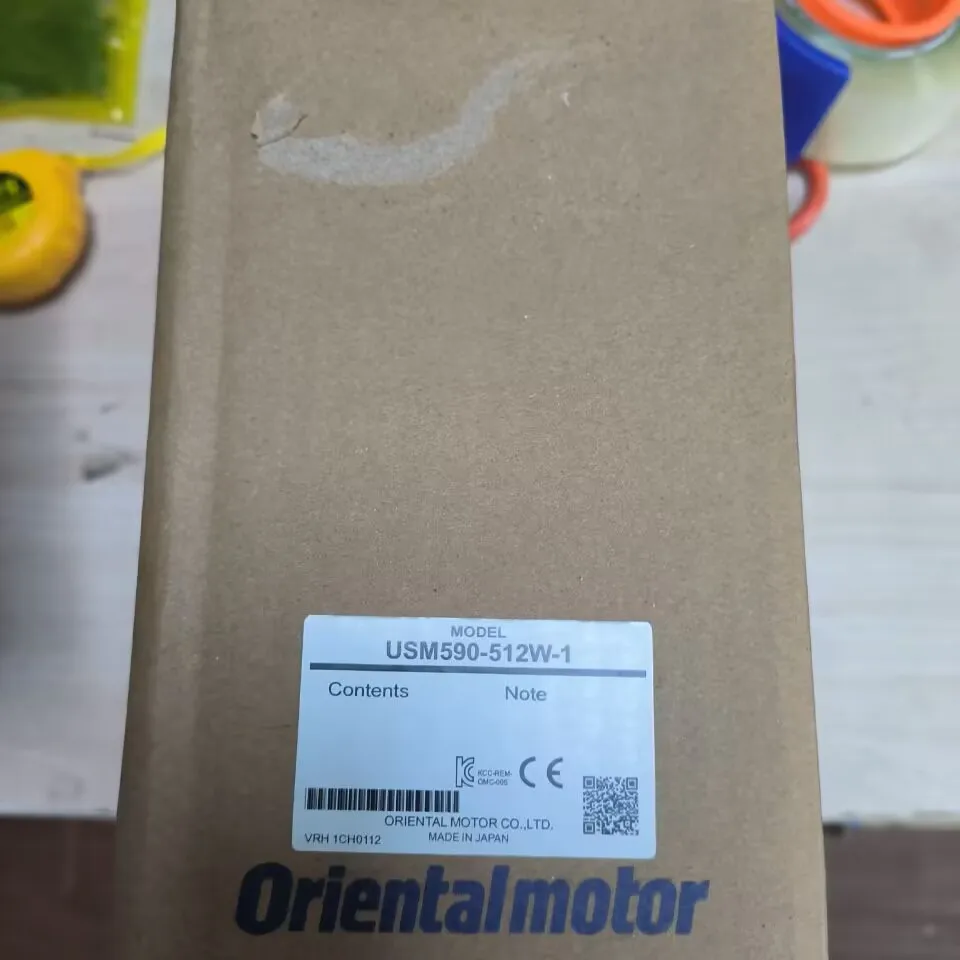 MODEL
USM590-512W-1
Contents Note
KCC-REM-
OMC-005
CE
ORIENTAL MOTOR CO.,LTD.
VRH 1CH0112 MADE IN JAPAN
Orientalmotor